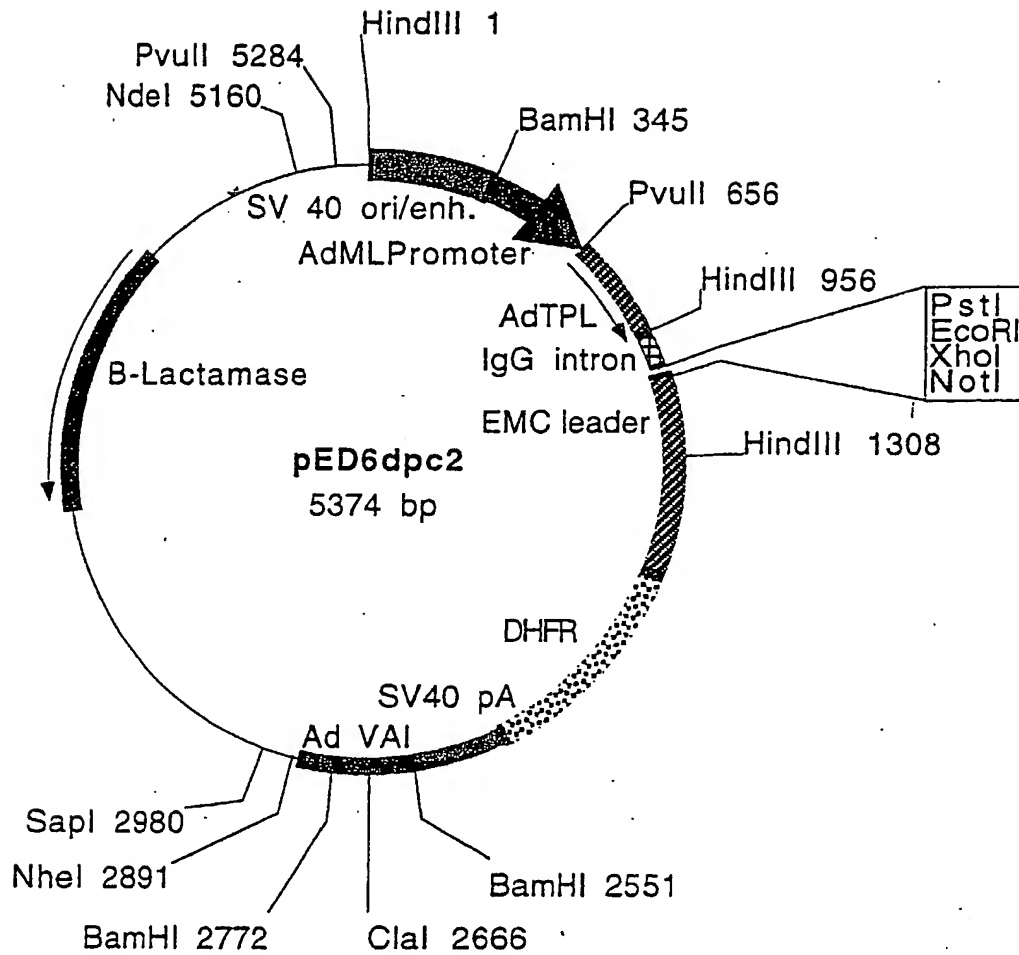 HindIII 1
PvuII 5284
NdeI 5160
BamHI 345
PvuII 656
SV 40 ori/enh.
AdMLPromoter
HindIII 956
PstI
EcoRI
XhoI
NotI
AdTPL
IgG intron
EMC leader
B-Lactamase
HindIII 1308
pED6dpc2
5374 bp
DHFR
SV40 pA
Ad VAI
SapI 2980
NheI 2891
BamHI 2551
BamHI 2772
ClaI 2666